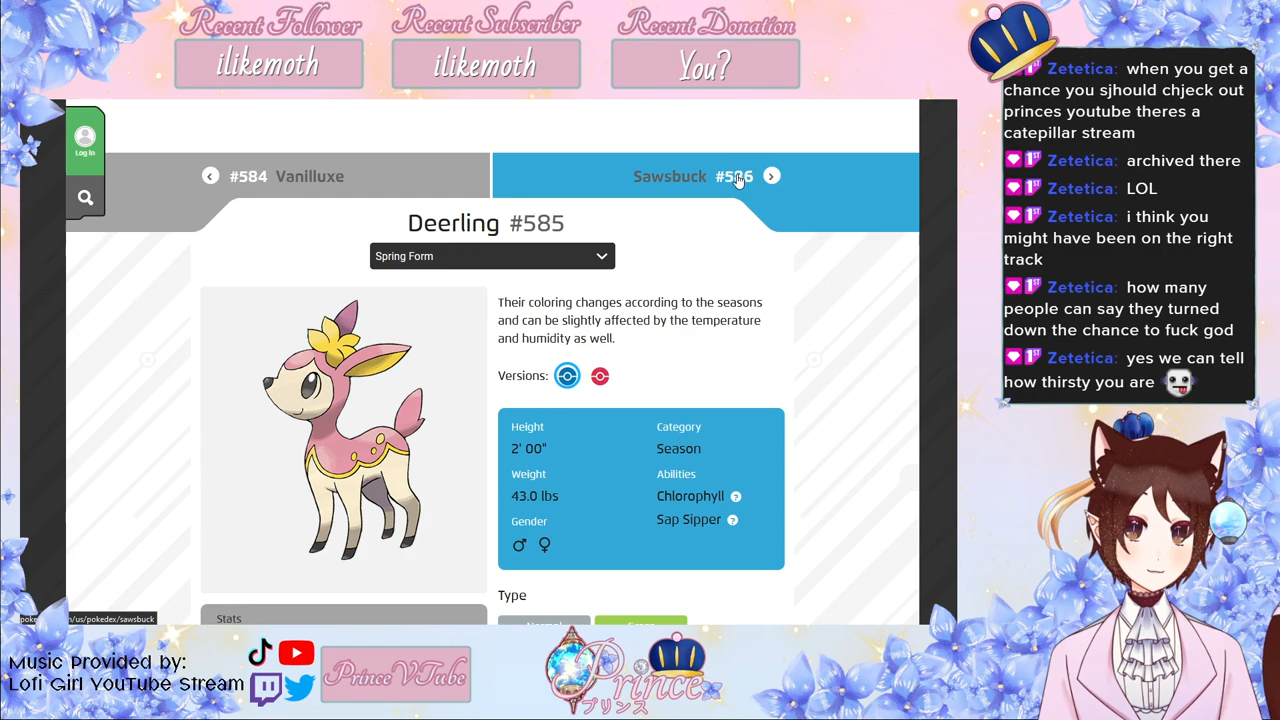 Recent Follower
ilikemoth
Recent Subscriber
ilikemoth
Recent Donation
You?
Log In
#584 Vanilluxe
Sawsbuck
Deerling #585
Spring Form
Their coloring changes according to the seasons
and can be slightly affected by the temperature
and humidity as well.
Versions:
Height
2' 00"
Weight
43.0 lbs
Gender
Category
Season
Abilities
Chlorophyll
Sap Sipper
Type
Stats
/us/pokedex/sawsbuck
Zetetica: when you get a
chance you sjhould chjeck out
princes youtube theres a
catepillar stream
Zetetica: archived there
Zetetica: LOL
Zetetica: i think you
might have been on the right
track
Zetetica: how many
people can say they turned
down the chance to fuck god
Zetetica: yes we can tell
how thirsty you are
Music Provided by:
Lofi Girl YouTube Stream
PrinceVTube
Prince
プリンス